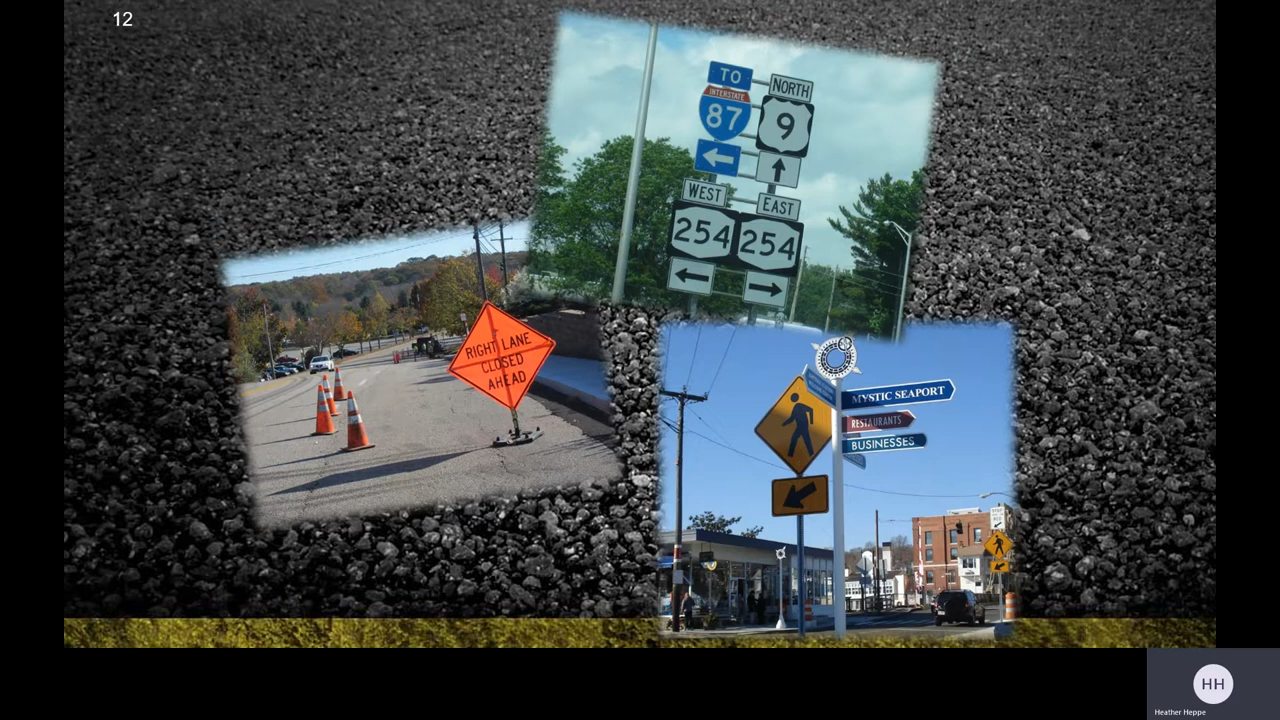 12
TO
INTERSTATE
87
NORTH
9
WEST
254
EAST
254
RIGHT LANE
CLOSED
AHEAD
MYSTIC SEAPORT
RESTAURANTS
BUSINESSES
HH
Heather Heppe